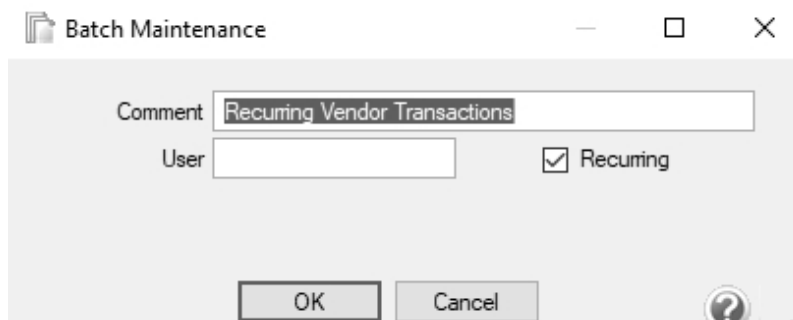 Batch Maintenance
Comment Recurring Vendor Transactions
User Recurring
OK Cancel
?